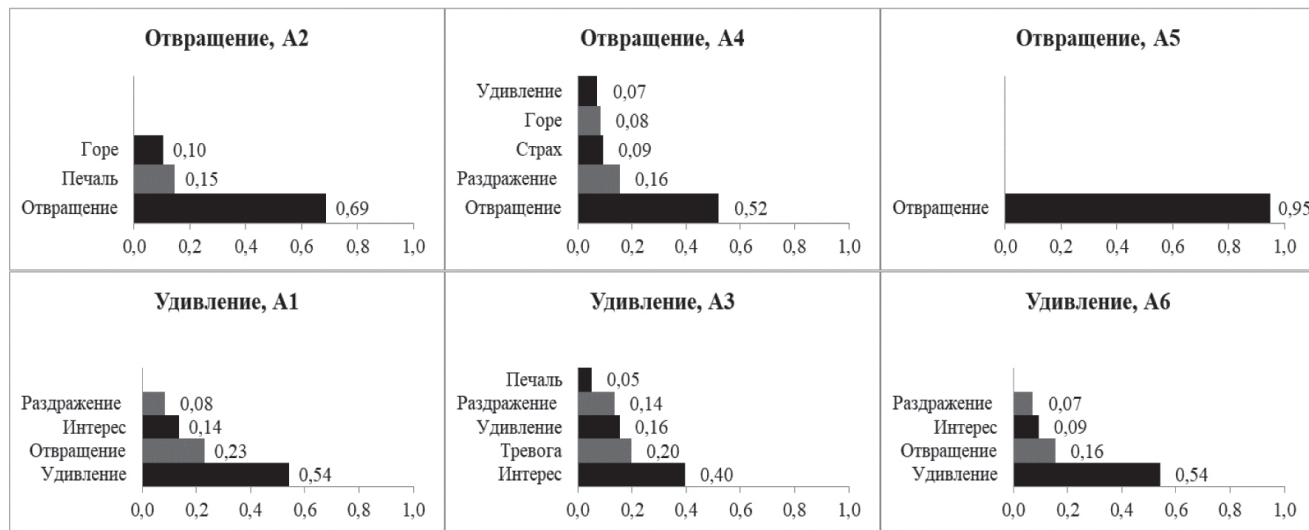 Отвращение, А2
Горе 0,10
Печаль 0,15
Отвращение 0,69
0,0 0,2 0,4 0,6 0,8 1,0
Отвращение, А4
Удивление 0,07
Горе 0,08
Страх 0,09
Раздражение 0,16
Отвращение 0,52
0,0 0,2 0,4 0,6 0,8 1,0
Отвращение, А5
Отвращение 0,95
0,0 0,2 0,4 0,6 0,8 1,0
Удивление, А1
Раздражение 0,08
Интерес 0,14
Отвращение 0,23
Удивление 0,54
0,0 0,2 0,4 0,6 0,8 1,0
Удивление, А3
Печаль 0,05
Раздражение 0,14
Удивление 0,16
Тревога 0,20
Интерес 0,40
0,0 0,2 0,4 0,6 0,8 1,0
Удивление, А6
Раздражение 0,07
Интерес 0,09
Отвращение 0,16
Удивление 0,54
0,0 0,2 0,4 0,6 0,8 1,0